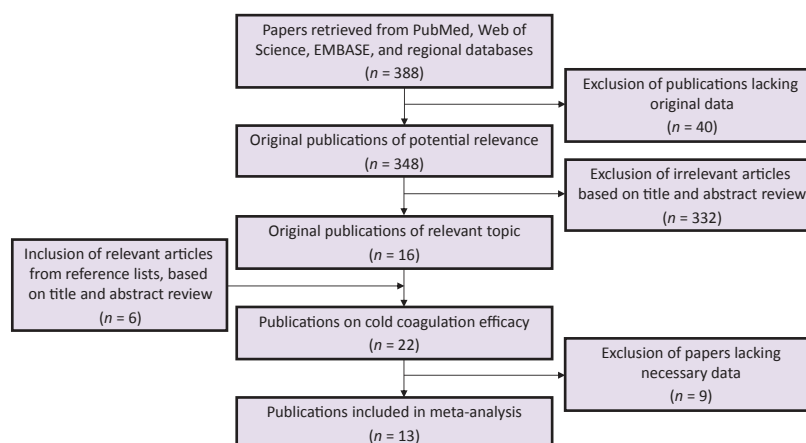 Papers retrieved from PubMed, Web of
Science, EMBASE, and regional databases
(n = 388)
Exclusion of publications lacking
original data
(n = 40)
Original publications of potential relevance
(n = 348)
Exclusion of irrelevant articles
based on title and abstract review
(n = 332)
Original publications of relevant topic
(n = 16)
Inclusion of relevant articles
from reference lists, based
on title and abstract review
(n = 6)
Publications on cold coagulation efficacy
(n = 22)
Exclusion of papers lacking
necessary data
(n = 9)
Publications included in meta-analysis
(n = 13)